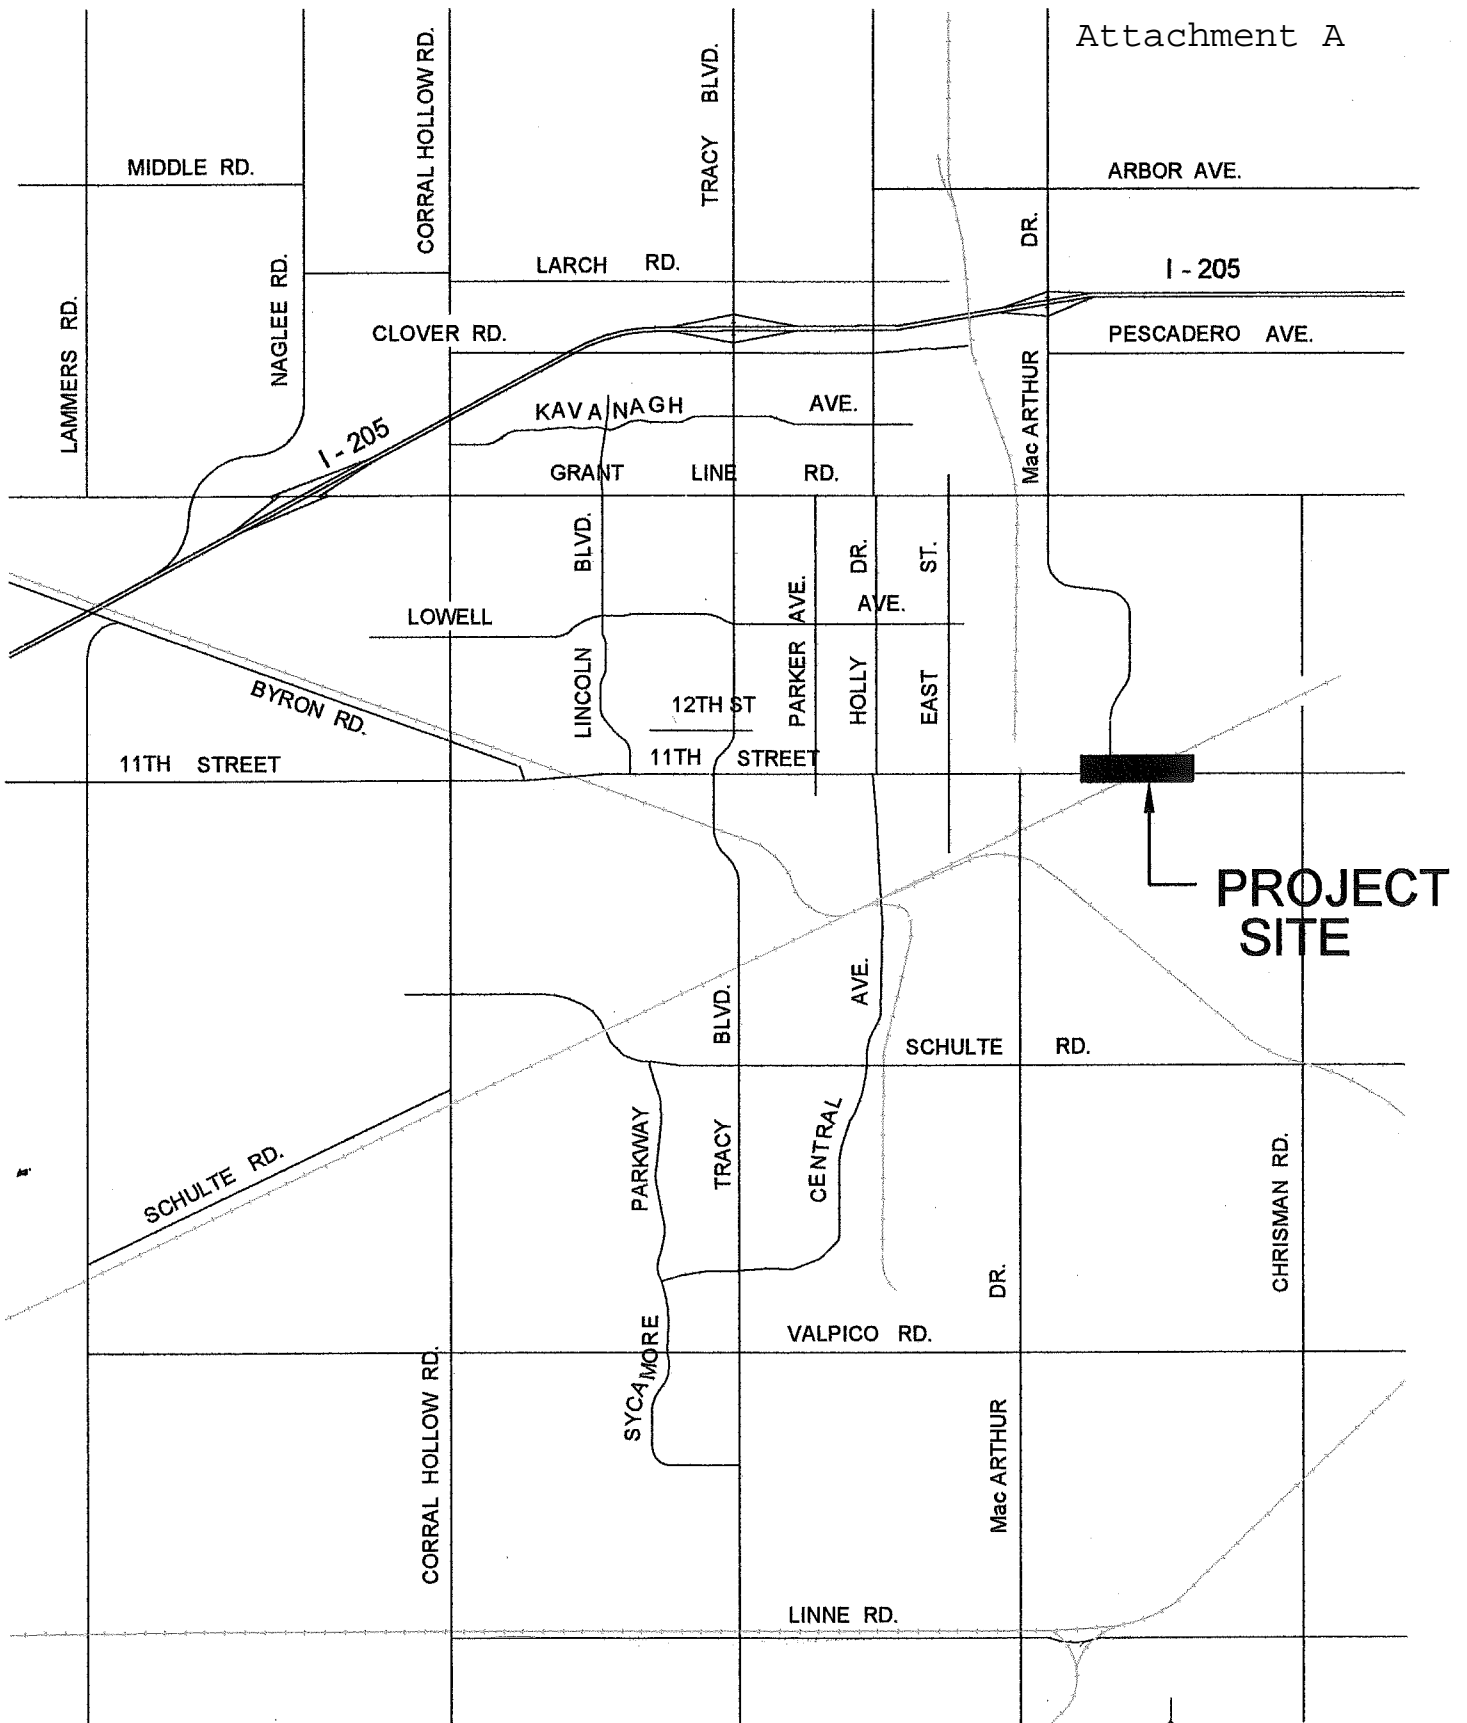 Attachment A
CORRAL HOLLOW RD.
TRACY BLVD.
MIDDLE RD.
ARBOR AVE.
LAMMERS RD.
NAGLEE RD.
LARCH RD.
Mac ARTHUR DR.
I - 205
CLOVER RD.
PESCADERO AVE.
I - 205
KAVANAGH AVE.
GRANT LINE RD.
LINCOLN BLVD.
PARKER AVE.
HOLLY DR.
EAST ST.
LOWELL AVE.
BYRON RD.
12TH ST
11TH STREET
11TH STREET
PROJECT
SITE
TRACY BLVD.
CENTRAL AVE.
SCHULTE RD.
SCHULTE RD.
SYCAMORE PARKWAY
CHRISMAN RD.
VALPICO RD.
CORRAL HOLLOW RD.
Mac ARTHUR DR.
LINNE RD.